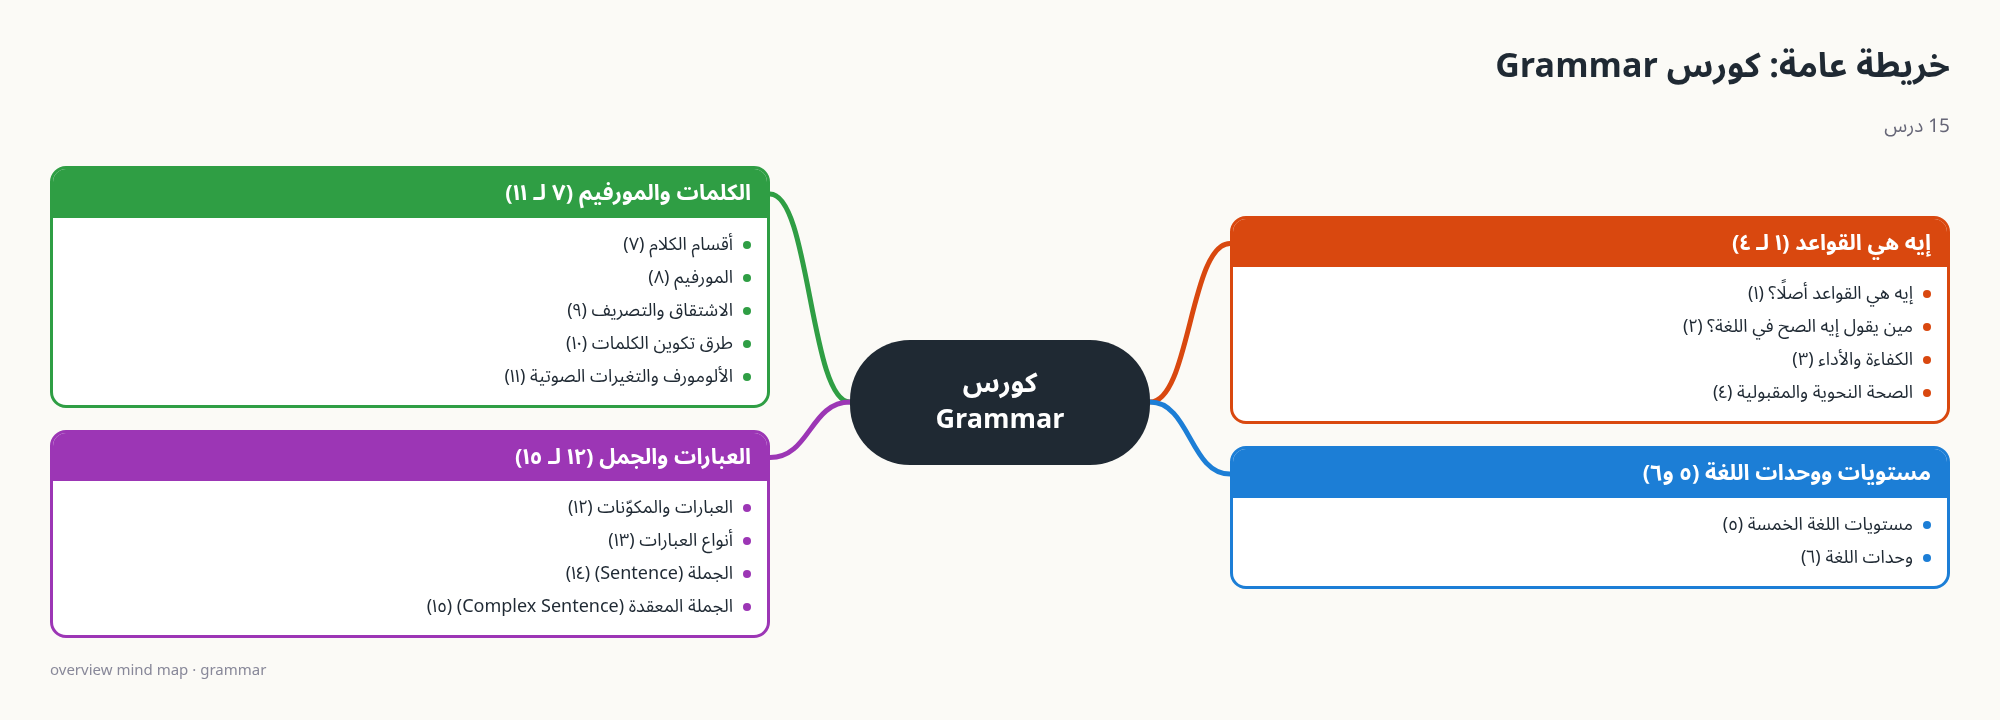 خريطة عامة: كورس Grammar
15 درس
إيه هي القواعد (١ لـ ٤)
إيه هي القواعد أصلًا؟ (١)
مين يقول إيه الصح في اللغة؟ (٢)
الكفاءة والأداء (٣)
الصحة النحوية والمقبولية (٤)
مستويات ووحدات اللغة (٥ و٦)
مستويات اللغة الخمسة (٥)
وحدات اللغة (٦)
كورس
Grammar
الكلمات والمورفيم (٧ لـ ١١)
أقسام الكلام (٧)
المورفيم (٨)
الاشتقاق والتصريف (٩)
طرق تكوين الكلمات (١٠)
الألومورف والتغيرات الصوتية (١١)
العبارات والجمل (١٢ لـ ١٥)
العبارات والمكوّنات (١٢)
أنواع العبارات (١٣)
الجملة (Sentence) (١٤)
الجملة المعقدة (Complex Sentence) (١٥)
overview mind map · grammar